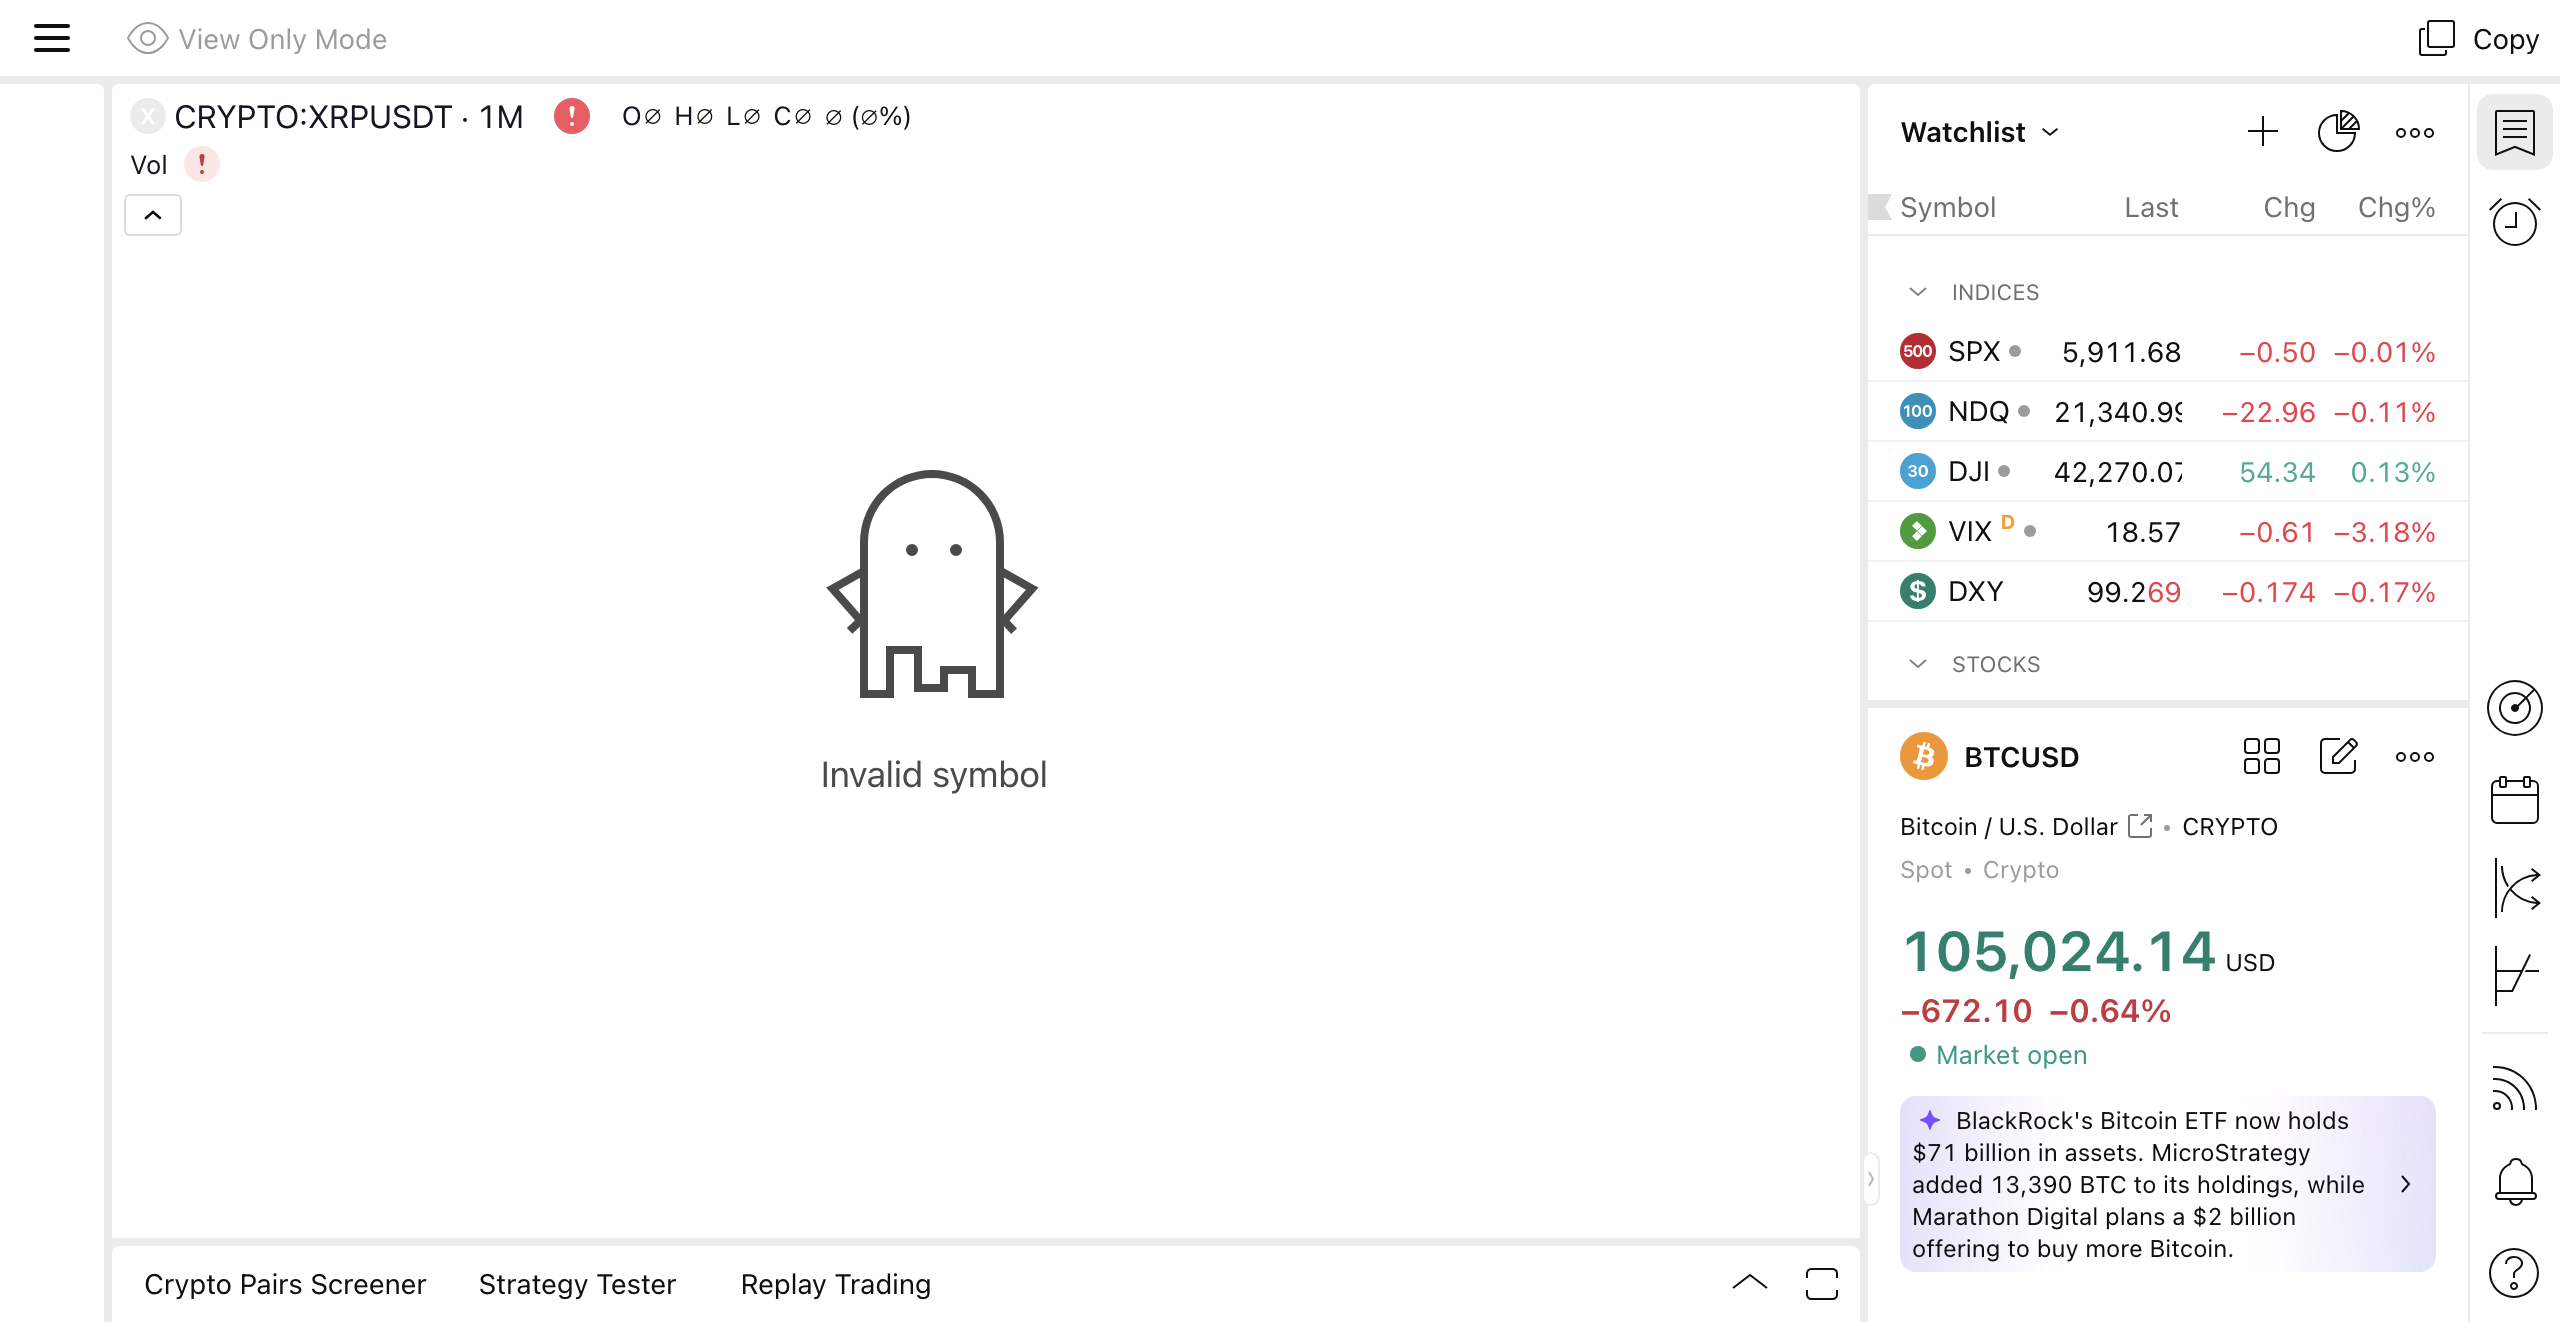 View Only Mode
Copy
X CRYPTO:XRPUSDT · 1M ! O∅ H∅ L∅ C∅ ∅ (∅%)
Vol !
Invalid symbol
Crypto Pairs Screener Strategy Tester Replay Trading
Watchlist
Symbol Last Chg Chg%
INDICES
500 SPX 5,911.68 −0.50 −0.01%
100 NDQ 21,340.99 −22.96 −0.11%
30 DJI 42,270.07 54.34 0.13%
VIX D 18.57 −0.61 −3.18%
$ DXY 99.269 −0.174 −0.17%
STOCKS
BTCUSD
Bitcoin / U.S. Dollar • CRYPTO
Spot • Crypto
105,024.14 USD
−672.10 −0.64%
Market open
BlackRock's Bitcoin ETF now holds
$71 billion in assets. MicroStrategy
added 13,390 BTC to its holdings, while
Marathon Digital plans a $2 billion
offering to buy more Bitcoin.